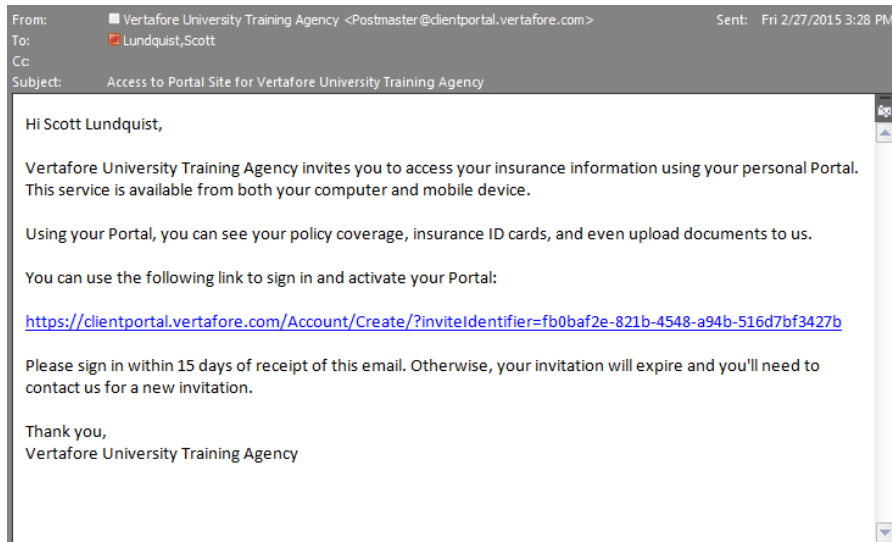 From: Vertafore University Training Agency <Postmaster@clientportal.vertafore.com> Sent: Fri 2/27/2015 3:28 PM
To: Lundquist,Scott
Cc:
Subject: Access to Portal Site for Vertafore University Training Agency
Hi Scott Lundquist,
Vertafore University Training Agency invites you to access your insurance information using your personal Portal.
This service is available from both your computer and mobile device.
Using your Portal, you can see your policy coverage, insurance ID cards, and even upload documents to us.
You can use the following link to sign in and activate your Portal:
https://clientportal.vertafore.com/Account/Create/?inviteIdentifier=fb0baf2e-821b-4548-a94b-516d7bf3427b
Please sign in within 15 days of receipt of this email. Otherwise, your invitation will expire and you'll need to
contact us for a new invitation.
Thank you,
Vertafore University Training Agency